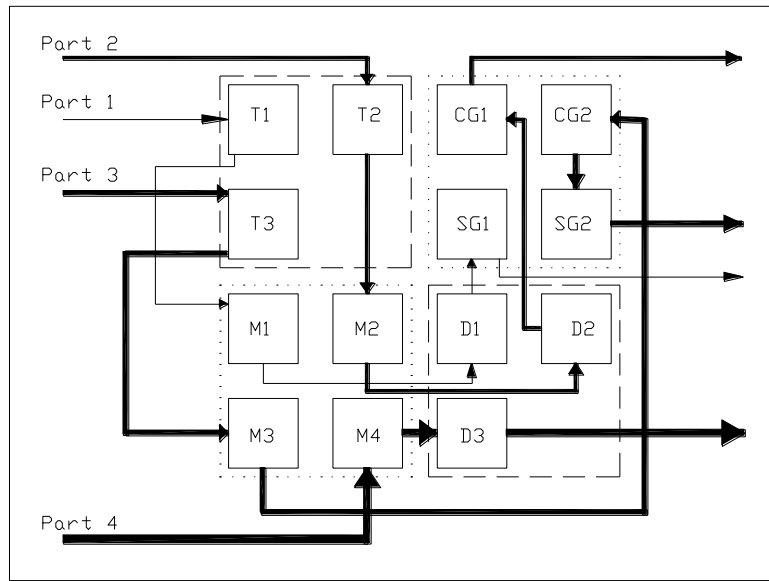 Part 2
Part 1
T1
T2
CG1
CG2
Part 3
T3
SG1
SG2
M1
M2
D1
D2
M3
M4
D3
Part 4